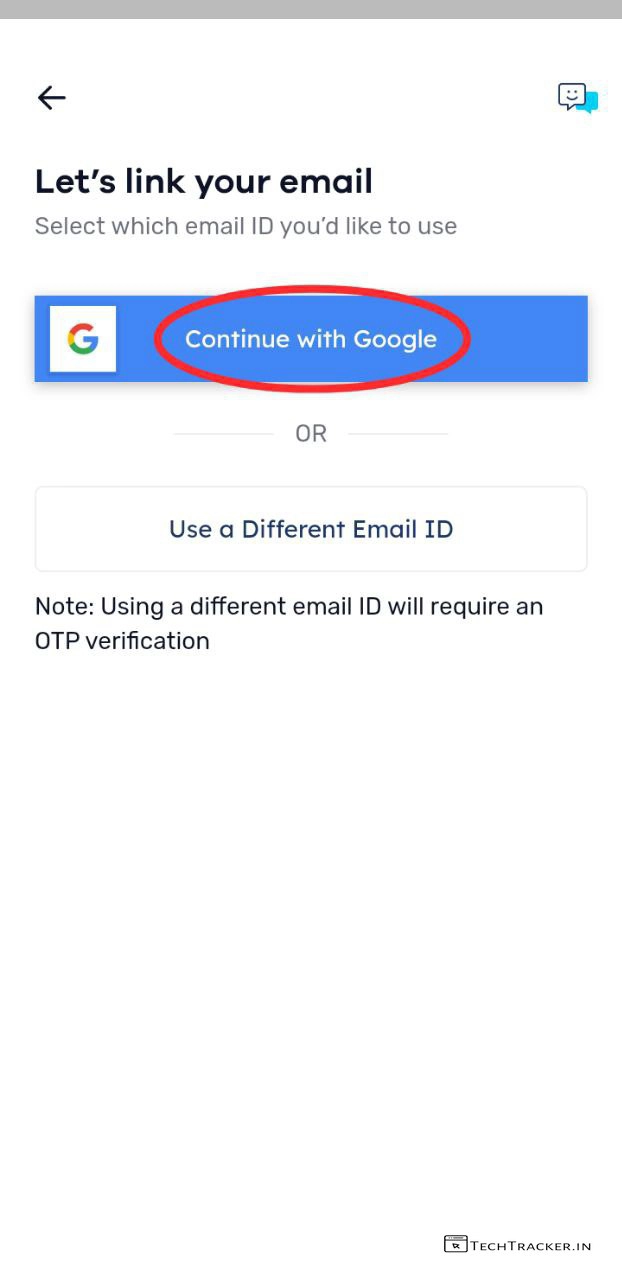 Let's link your email
Select which email ID you'd like to use
Continue with Google
OR
Use a Different Email ID
Note: Using a different email ID will require an
OTP verification
TECHTRACKER.IN